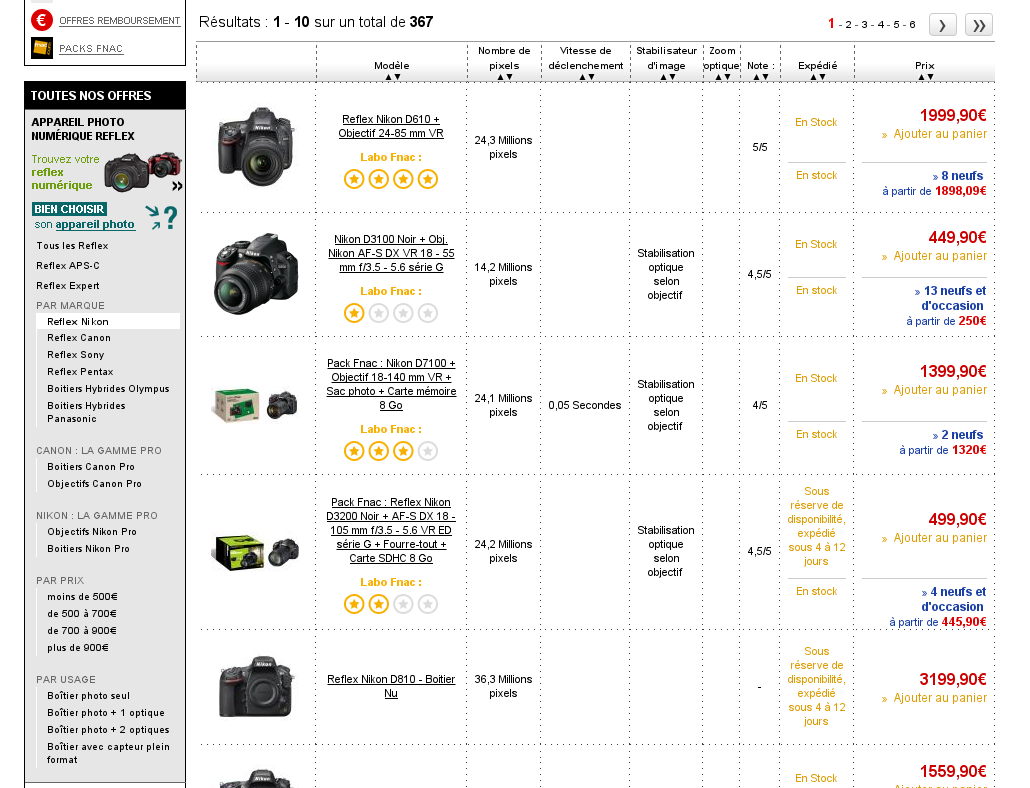 OFFRES REMBOURSEMENT
PACKS FNAC
TOUTES NOS OFFRES
APPAREIL PHOTO
NUMÉRIQUE REFLEX
Trouvez votre
reflex
numérique
»
BIEN CHOISIR
son appareil photo
?
Tous les Reflex
Reflex APS-C
Reflex Expert
PAR MARQUE
Reflex Nikon
Reflex Canon
Reflex Sony
Reflex Pentax
Boitiers Hybrides Olympus
Boitiers Hybrides
Panasonic
CANON : LA GAMME PRO
Boitiers Canon Pro
Objectifs Canon Pro
NIKON : LA GAMME PRO
Objectifs Nikon Pro
Boitiers Nikon Pro
PAR PRIX
moins de 500€
de 500 à 700€
de 700 à 900€
plus de 900€
PAR USAGE
Boîtier photo seul
Boîtier photo + 1 optique
Boîtier photo + 2 optiques
Boîtier avec capteur plein
format
Résultats : 1 - 10 sur un total de 367
1 - 2 - 3 - 4 - 5 - 6 ❯ ❯❯
Modèle
▲▼
Nombre de
pixels
▲▼
Vitesse de
déclenchement
▲▼
Stabilisateur
d'image
▲▼
Zoom
optique
▲▼
Note :
▲▼
Expédié
▲▼
Prix
▲▼
Reflex Nikon D610 +
Objectif 24-85 mm VR
Labo Fnac :
24,3 Millions
pixels
5/5
En Stock
En stock
1999,90€
» Ajouter au panier
» 8 neufs
à partir de 1898,09€
Nikon D3100 Noir + Obj.
Nikon AF-S DX VR 18 - 55
mm f/3.5 - 5.6 série G
Labo Fnac :
14,2 Millions
pixels
Stabilisation
optique
selon
objectif
4,5/5
En Stock
En stock
449,90€
» Ajouter au panier
» 13 neufs et
d'occasion
à partir de 250€
Pack Fnac : Nikon D7100 +
Objectif 18-140 mm VR +
Sac photo + Carte mémoire
8 Go
Labo Fnac :
24,1 Millions
pixels
0,05 Secondes
Stabilisation
optique
selon
objectif
4/5
En Stock
En stock
1399,90€
» Ajouter au panier
» 2 neufs
à partir de 1320€
Pack Fnac : Reflex Nikon
D3200 Noir + AF-S DX 18 -
105 mm f/3.5 - 5.6 VR ED
série G + Fourre-tout +
Carte SDHC 8 Go
Labo Fnac :
24,2 Millions
pixels
Stabilisation
optique
selon
objectif
4,5/5
Sous
réserve de
disponibilité,
expédié
sous 4 à 12
jours
En stock
499,90€
» Ajouter au panier
» 4 neufs et
d'occasion
à partir de 445,90€
Reflex Nikon D810 - Boitier
Nu
36,3 Millions
pixels
-
Sous
réserve de
disponibilité,
expédié
sous 4 à 12
jours
3199,90€
» Ajouter au panier
En Stock
1559,90€
» Ajouter au panier